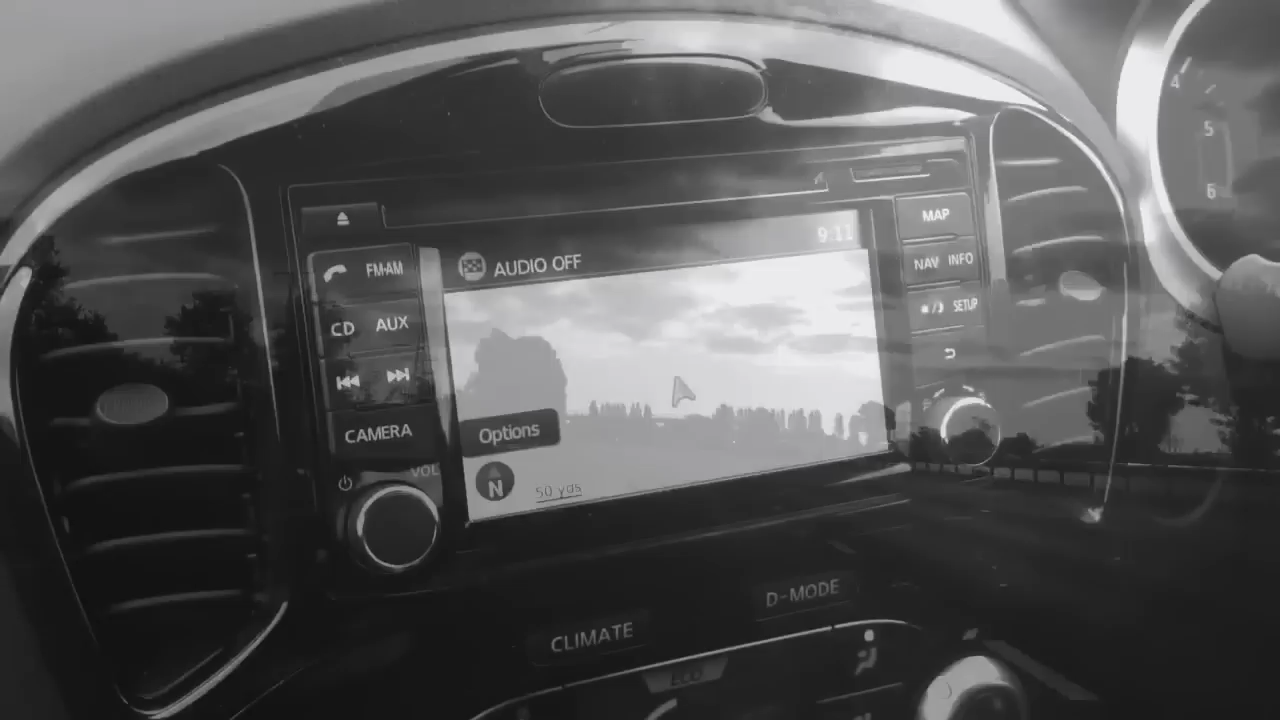 4
5
6
MAP
9:11
AUDIO OFF
FM·AM
NAV INFO
SETUP
CD AUX
CAMERA
Options
VOL
N
50 yds
D-MODE
CLIMATE
ECO